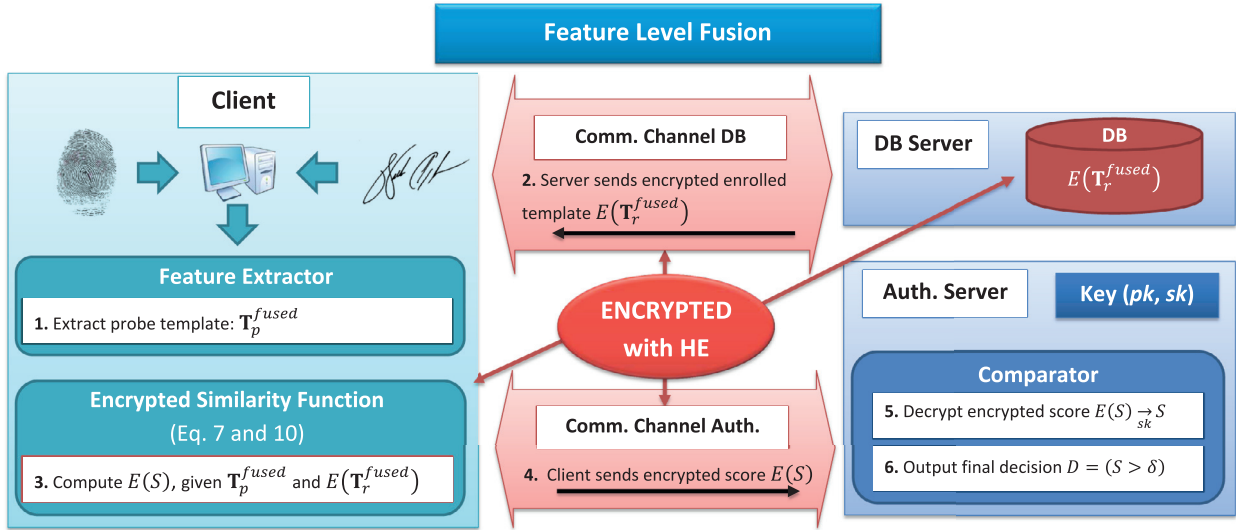 Feature Level Fusion
Client
Feature Extractor
1. Extract probe template: T_p^{fused}
Encrypted Similarity Function
(Eq. 7 and 10)
3. Compute E(S), given T_p^{fused} and E(T_r^{fused})
Comm. Channel DB
2. Server sends encrypted enrolled
template E(T_r^{fused})
ENCRYPTED
with HE
Comm. Channel Auth.
4. Client sends encrypted score E(S)
DB Server
DB
E(T_r^{fused})
Auth. Server
Key (pk, sk)
Comparator
5. Decrypt encrypted score E(S) →_{sk} S
6. Output final decision D = (S > δ)